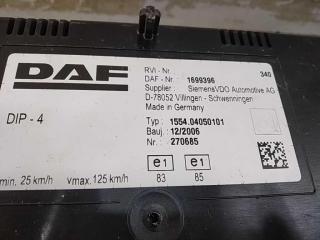 DAF
RVI - Nr. : 340
DAF - Nr. : 1699396
Supplier : SiemensVDO Automotive AG
D-78052 Villingen - Schwenningen
Made in Germany
DIP - 4
Typ : 1554.04050101
Bauj. : 12/2006
Nr. : 270685
e1 e1
83 85
min. 25 km/h vmax. 125 km/h